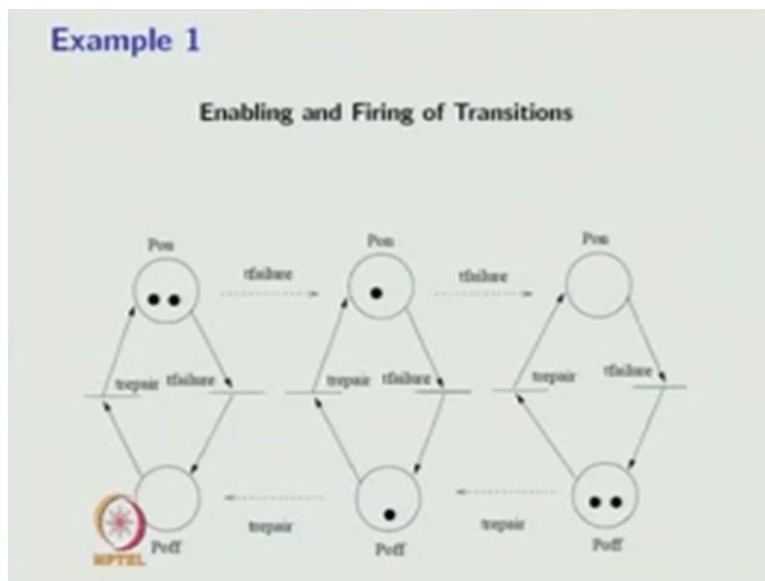 Example 1
Enabling and Firing of Transitions
Pon
Pon
Pon
tfailure
tfailure
trepair tfailure
trepair tfailure
trepair tfailure
trepair
trepair
Poff
Poff
Poff
NPTEL